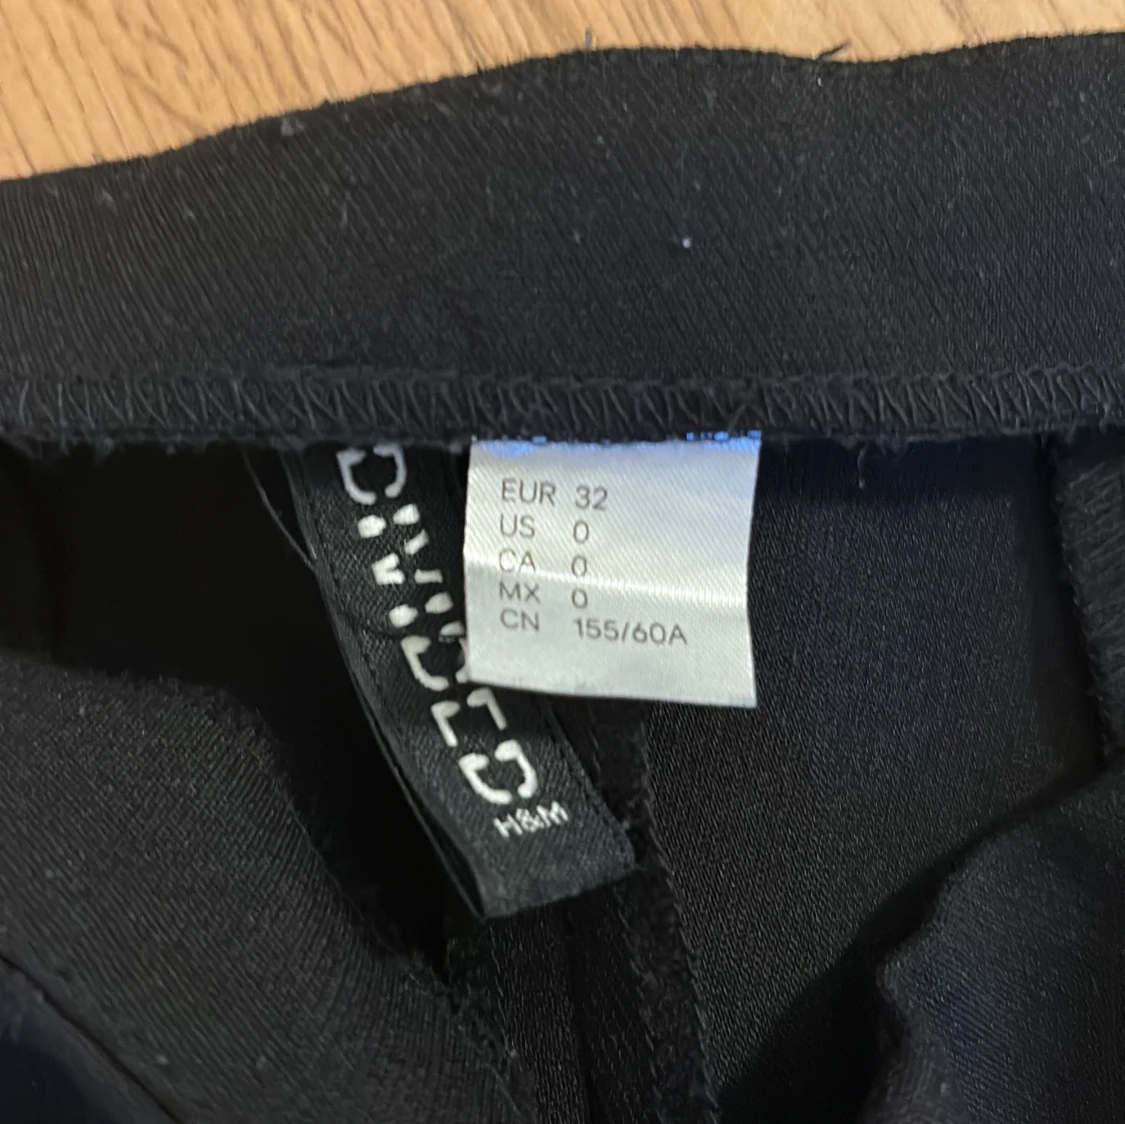 DIVIDED
H&M
EUR 32
US 0
CA 0
MX 0
CN 155/60A